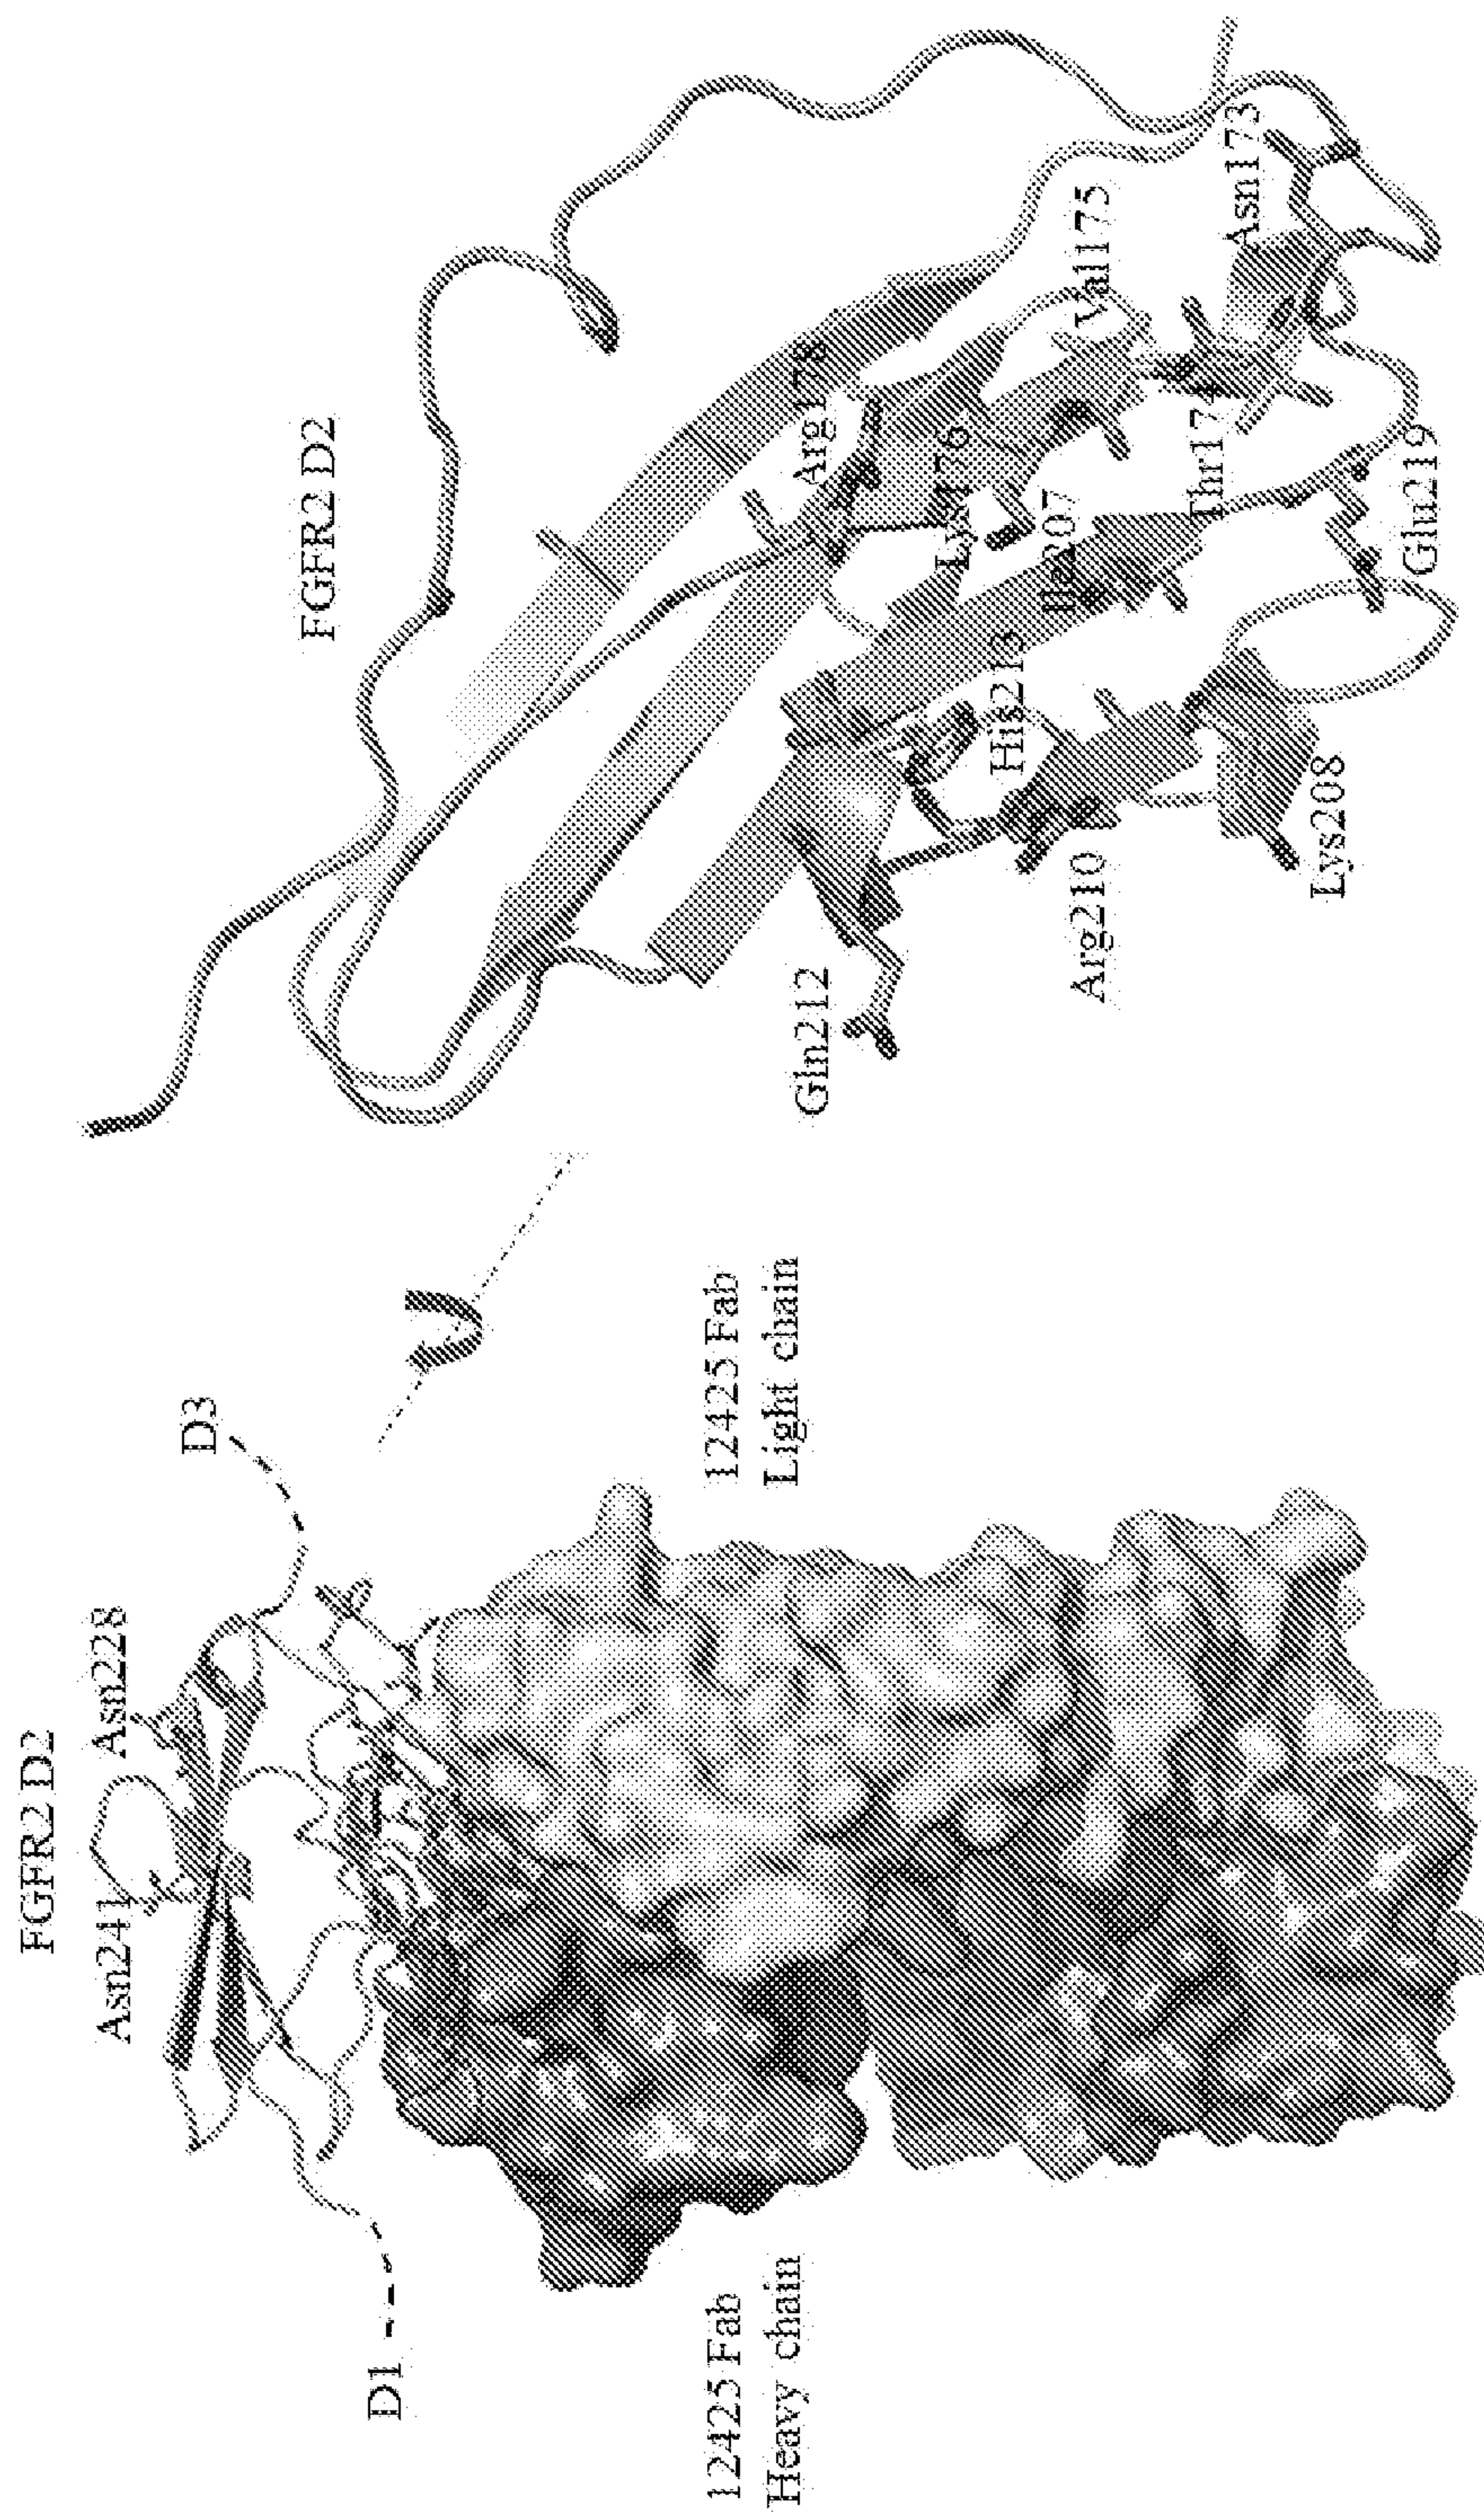 FGFR2 D2
Asn241
Asn228
D3
D1
12425 Fab
Heavy chain
12425 Fab
Light chain
FGFR2 D2
Arg178
Val175
Asn173
Lys176
Ile207
Thr174
His213
Glu219
Gln212
Arg210
Lys208